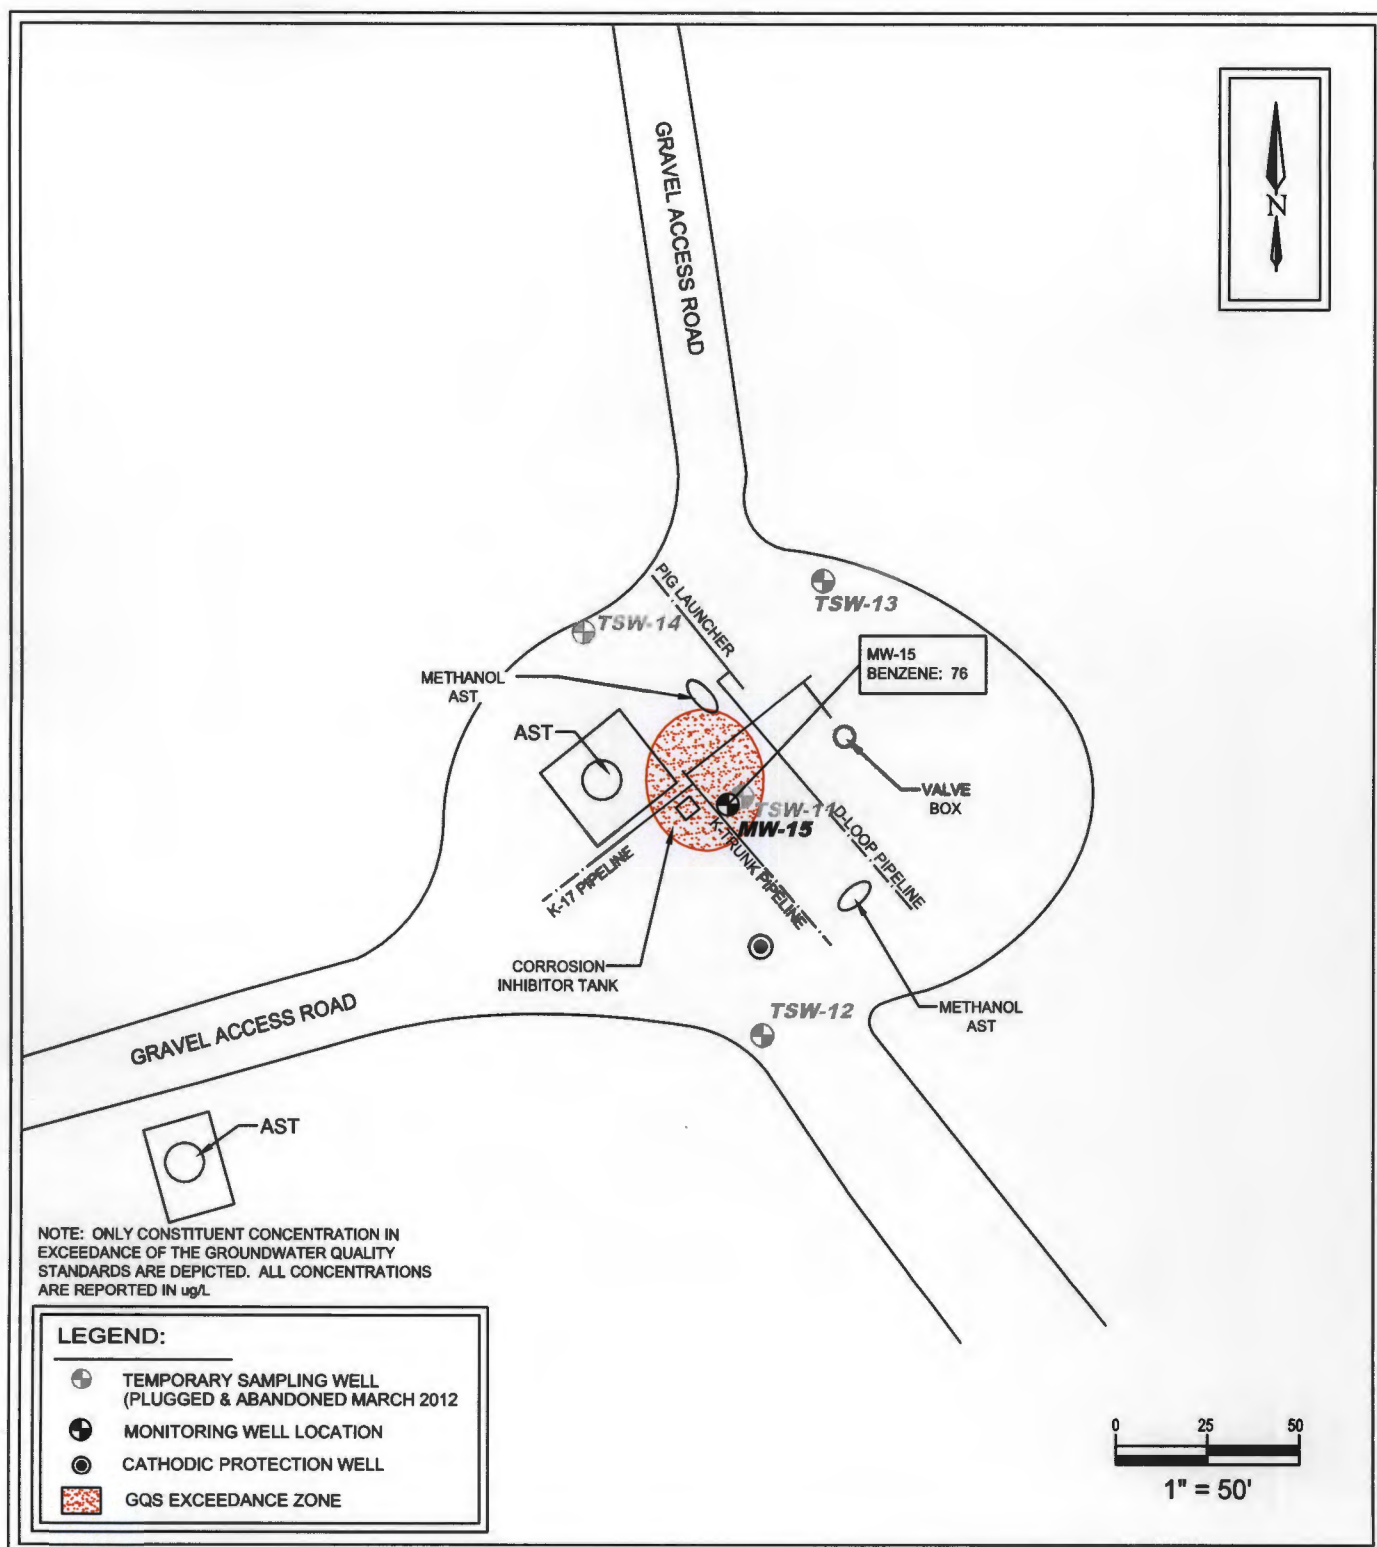 GRAVEL ACCESS ROAD
N
PIG LAUNCHER
TSW-13
TSW-14
MW-15
BENZENE: 76
METHANOL
AST
AST
VALVE
BOX
TSW-11
MW-15
D-LOOP PIPELINE
K-TRUNK PIPELINE
K-17 PIPELINE
CORROSION
INHIBITOR TANK
METHANOL
AST
TSW-12
GRAVEL ACCESS ROAD
AST
NOTE: ONLY CONSTITUENT CONCENTRATION IN
EXCEEDANCE OF THE GROUNDWATER QUALITY
STANDARDS ARE DEPICTED. ALL CONCENTRATIONS
ARE REPORTED IN ug/L
LEGEND:
TEMPORARY SAMPLING WELL
(PLUGGED & ABANDONED MARCH 2012
MONITORING WELL LOCATION
CATHODIC PROTECTION WELL
GQS EXCEEDANCE ZONE
0 25 50
1" = 50'